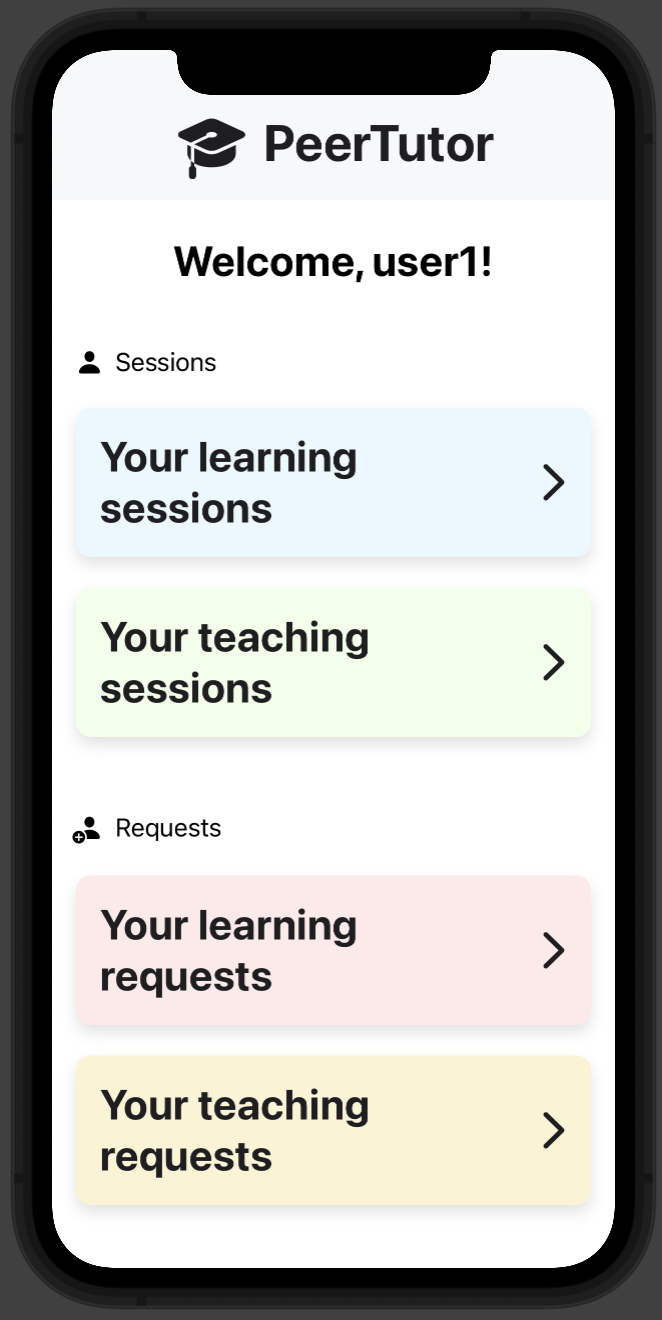 PeerTutor
Welcome, user1!
Sessions
Your learning
sessions
Your teaching
sessions
Requests
Your learning
requests
Your teaching
requests